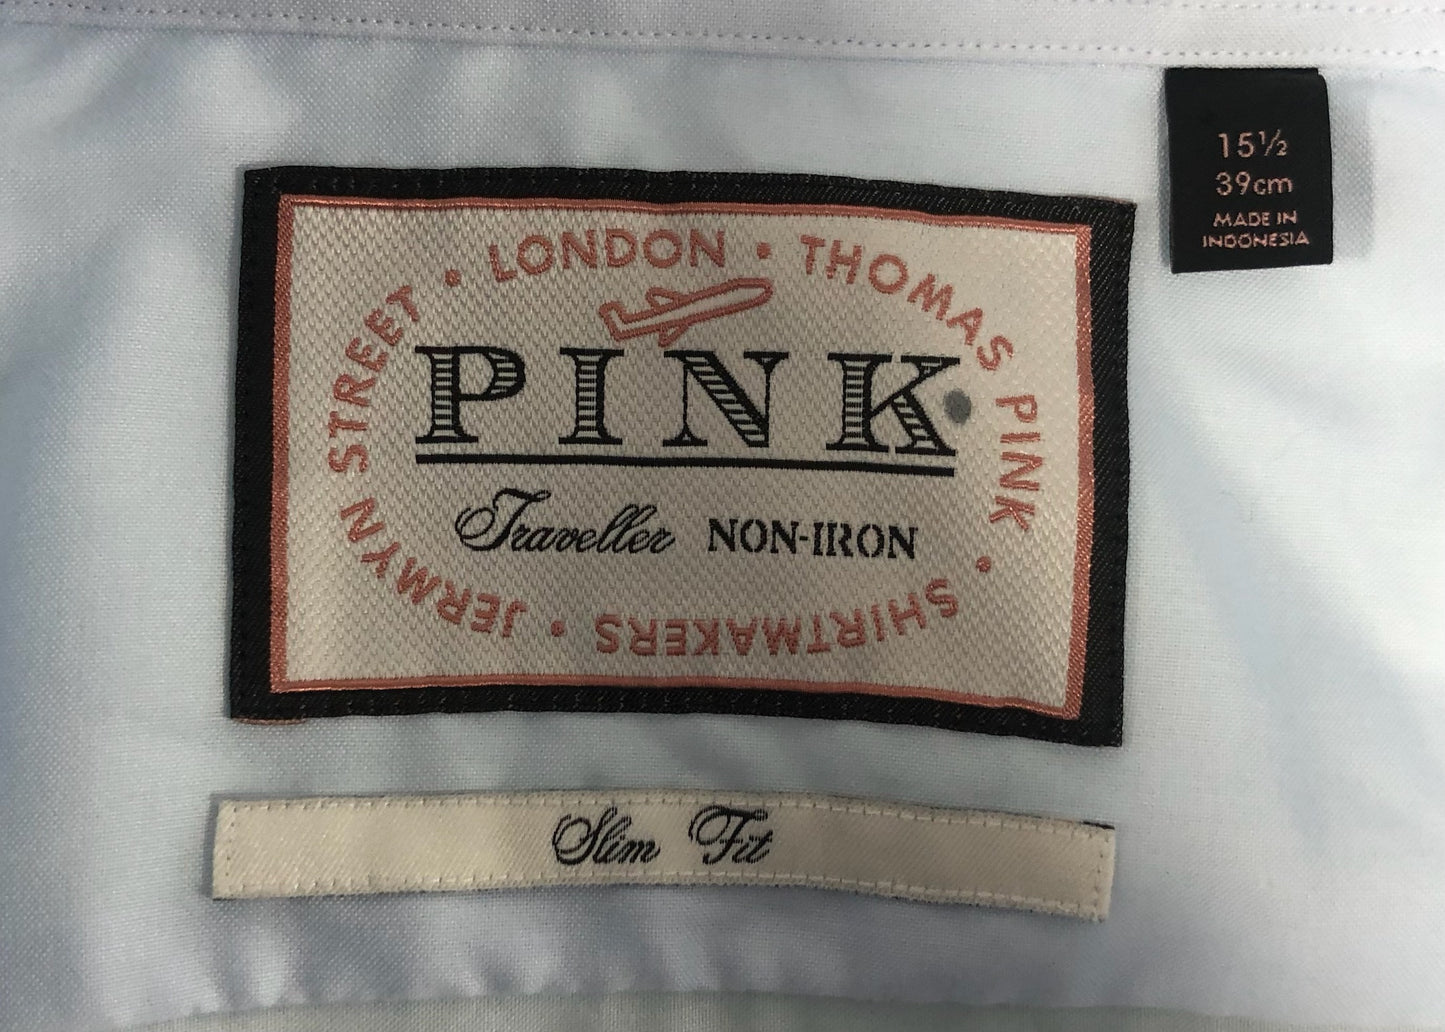 15½
39cm
MADE IN
INDONESIA
JERMYN STREET • LONDON • THOMAS PINK • SHIRTMAKERS •
PINK
Traveller NON-IRON
Slim Fit